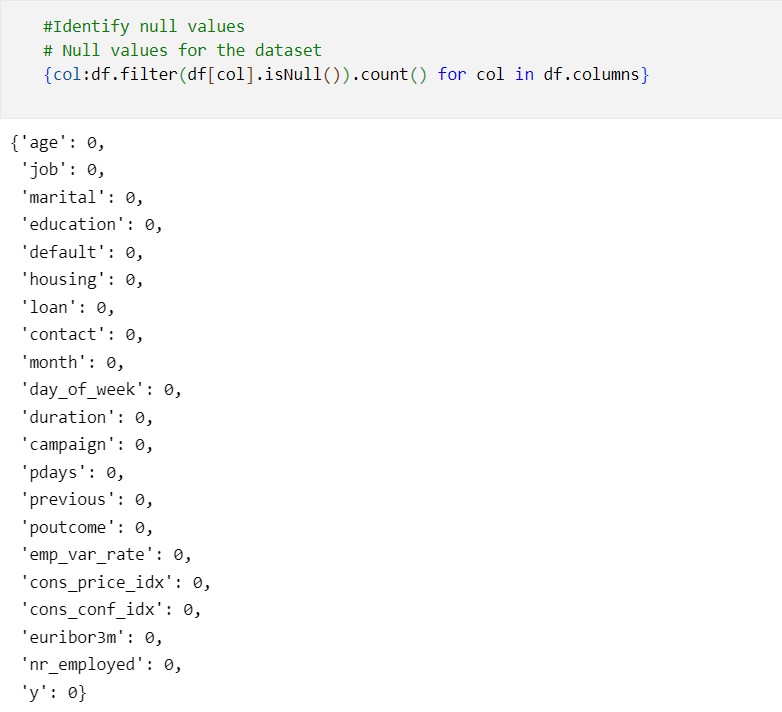 #Identify null values
# Null values for the dataset
{col:df.filter(df[col].isNull()).count() for col in df.columns}
{'age': 0,
'job': 0,
'marital': 0,
'education': 0,
'default': 0,
'housing': 0,
'loan': 0,
'contact': 0,
'month': 0,
'day_of_week': 0,
'duration': 0,
'campaign': 0,
'pdays': 0,
'previous': 0,
'poutcome': 0,
'emp_var_rate': 0,
'cons_price_idx': 0,
'cons_conf_idx': 0,
'euribor3m': 0,
'nr_employed': 0,
'y': 0}